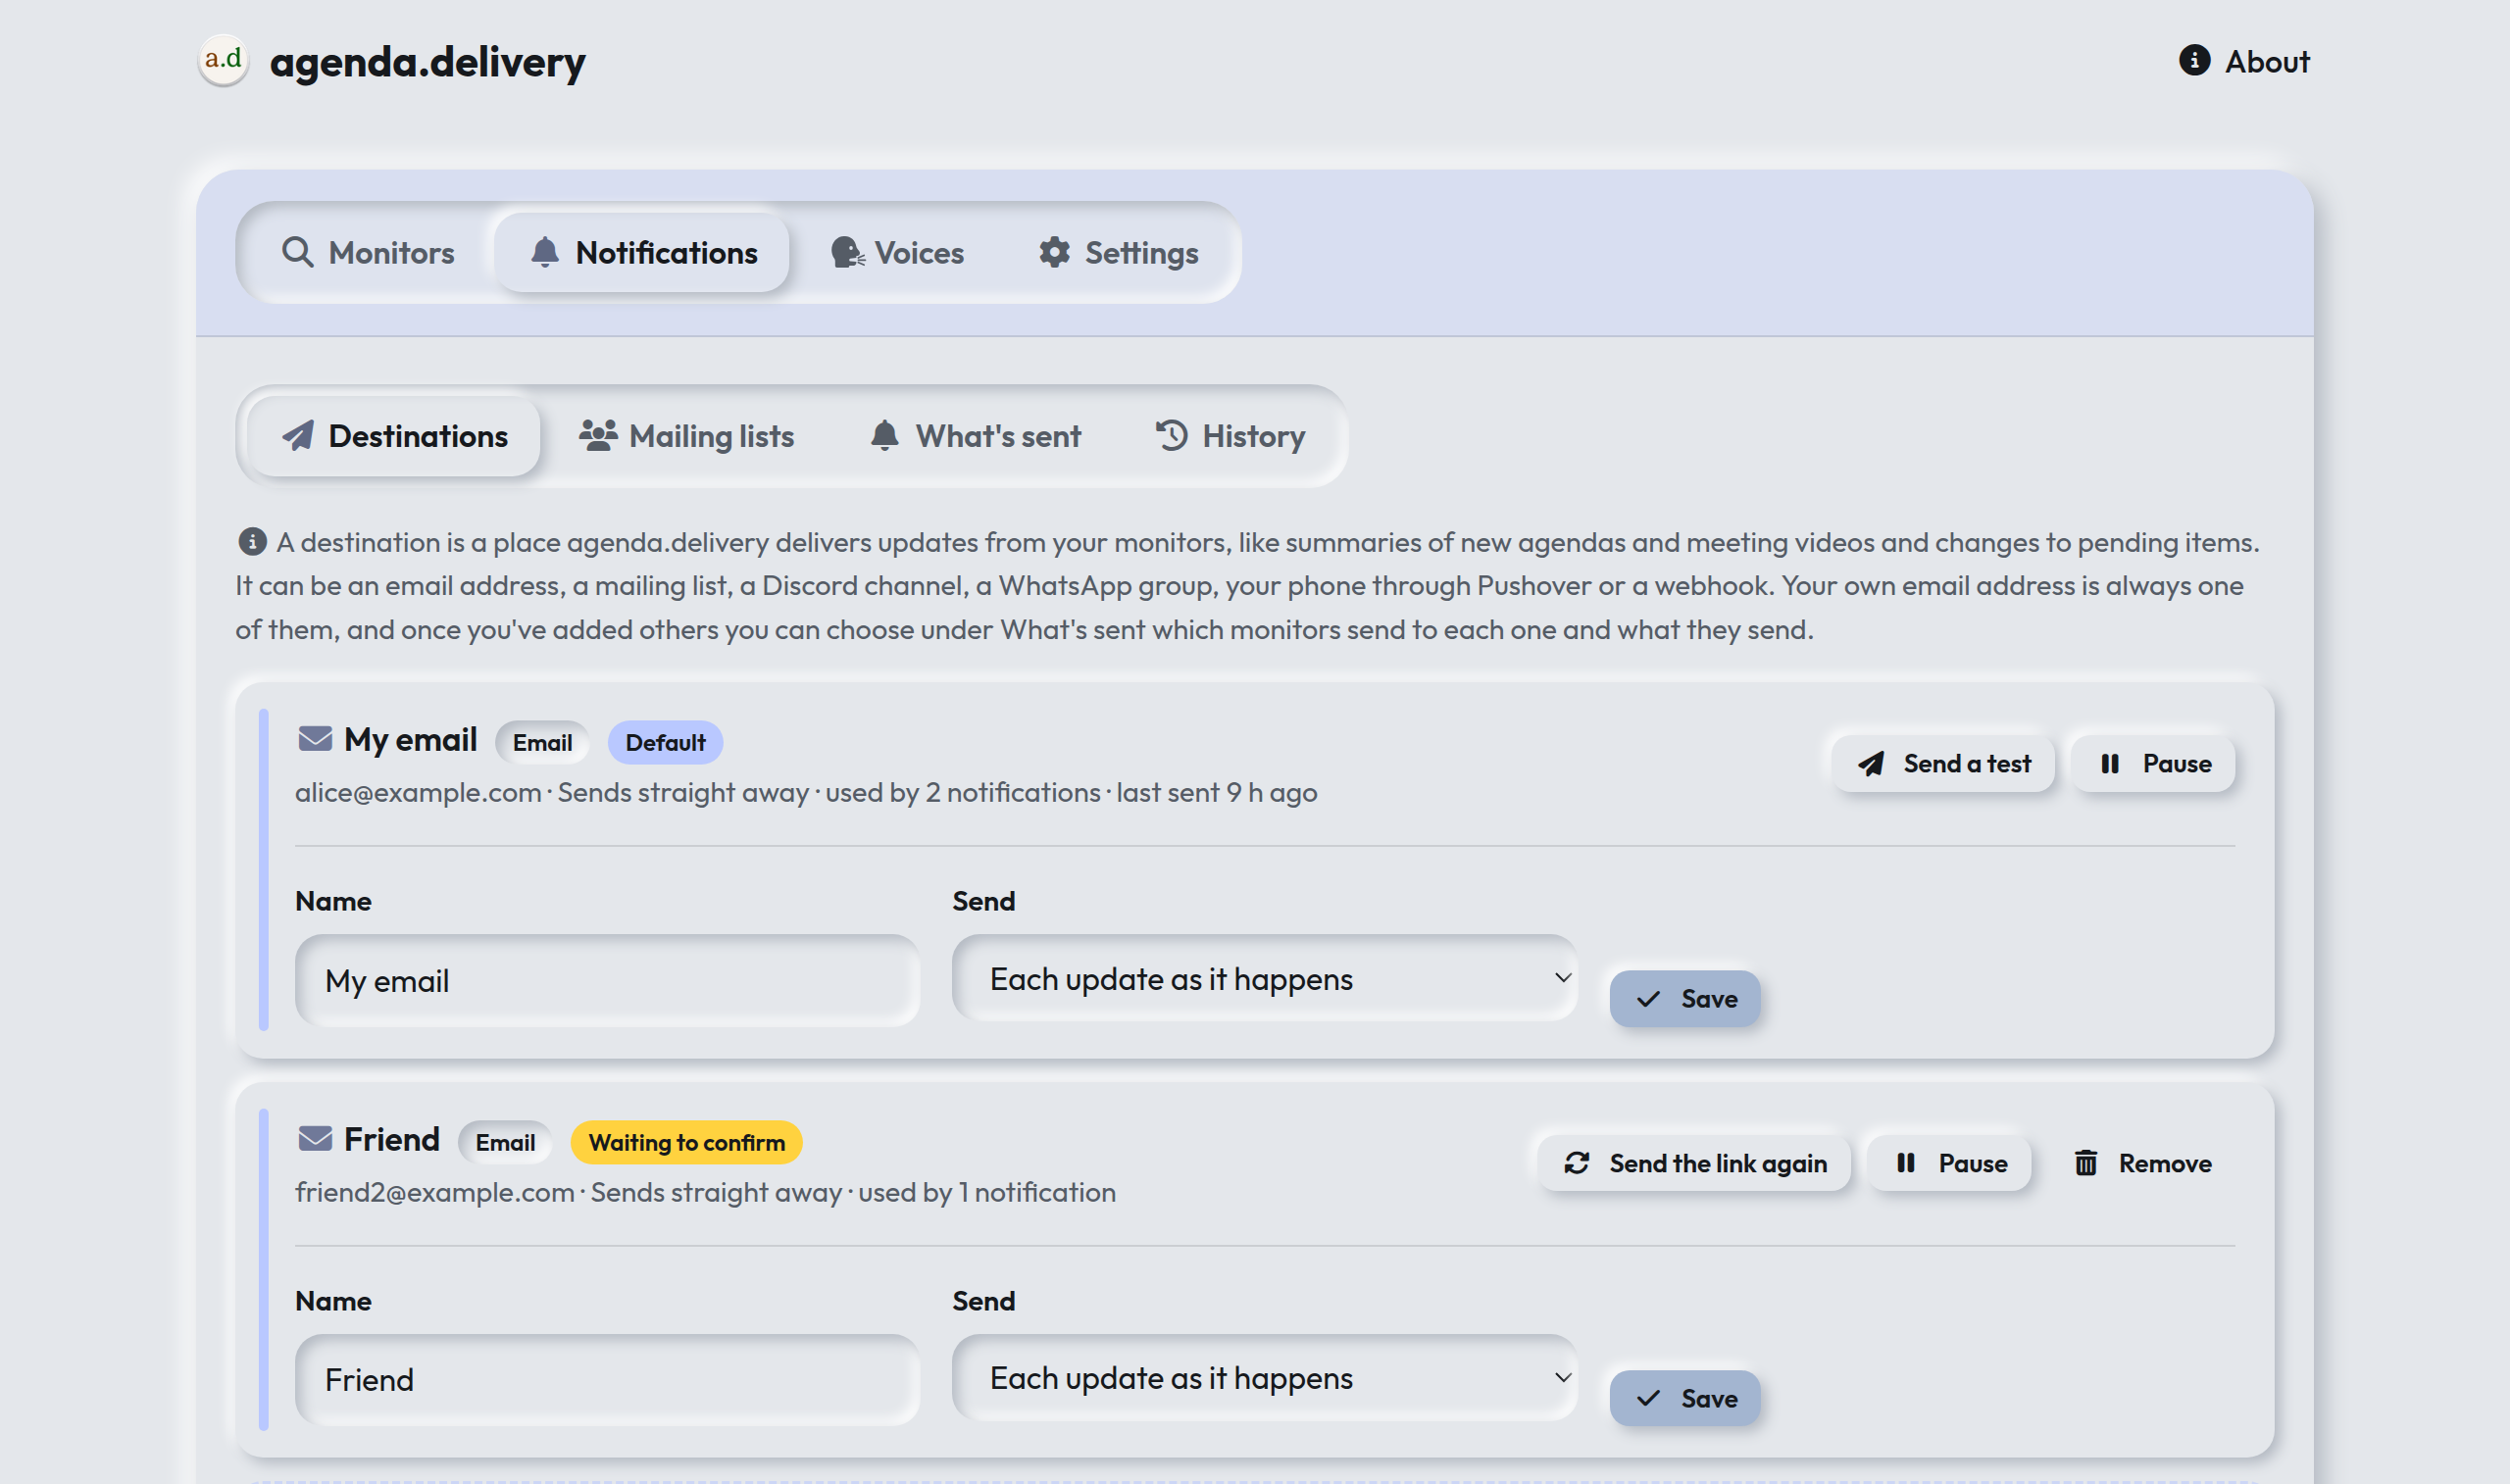 a.d agenda.delivery
About
Monitors Notifications Voices Settings
Destinations Mailing lists What's sent History
A destination is a place agenda.delivery delivers updates from your monitors, like summaries of new agendas and meeting videos and changes to pending items.
It can be an email address, a mailing list, a Discord channel, a WhatsApp group, your phone through Pushover or a webhook. Your own email address is always one
of them, and once you've added others you can choose under What's sent which monitors send to each one and what they send.
My email Email Default
Send a test Pause
alice@example.com · Sends straight away · used by 2 notifications · last sent 9 h ago
Name Send
My email Each update as it happens Save
Friend Email Waiting to confirm
Send the link again Pause Remove
friend2@example.com · Sends straight away · used by 1 notification
Name Send
Friend Each update as it happens Save